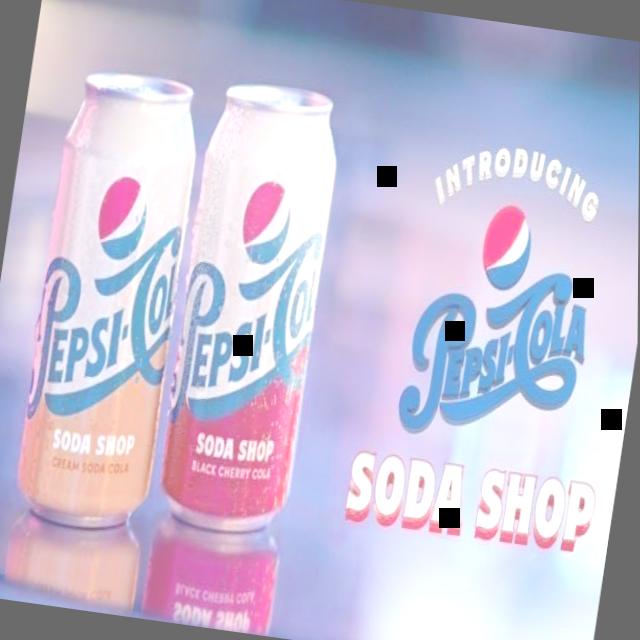 PEPSI-COLA
SODA SHOP
CREAM SODA COLA
PEPSI-COLA
SODA SHOP
BLACK CHERRY COLA
INTRODUCING
PEPSI-COLA
SODA SHOP